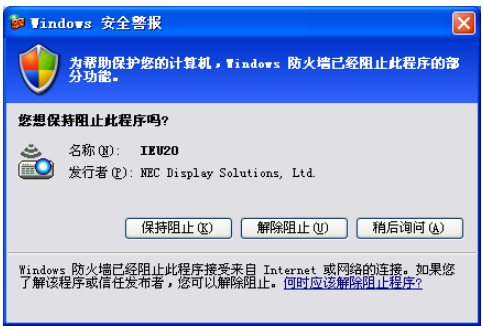 Windows 安全警报
为帮助保护您的计算机，Windows 防火墙已经阻止此程序的部
分功能。
您想保持阻止此程序吗?
名称(N): IEU20
发行者(P): NEC Display Solutions, Ltd.
保持阻止(K) 解除阻止(U) 稍后询问(A)
Windows 防火墙已经阻止此程序接受来自 Internet 或网络的连接。如果您
了解该程序或信任发布者，您可以解除阻止。何时应该解除阻止程序?